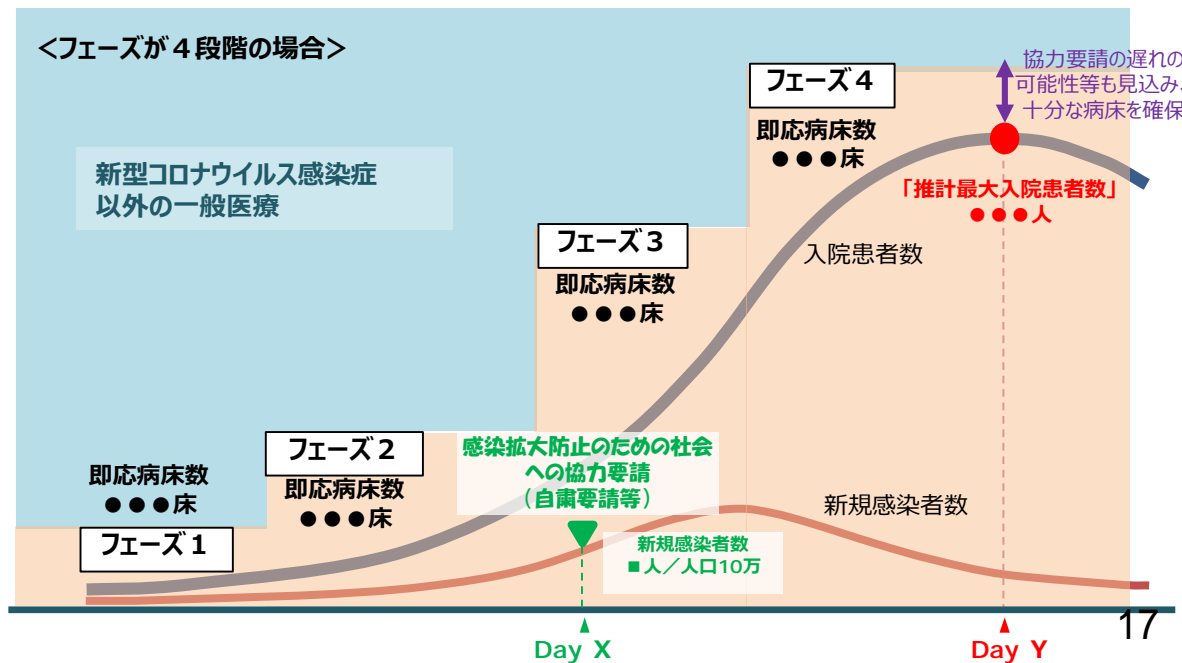 <フェーズが４段階の場合>
協力要請の遅れの
可能性等も見込み、
十分な病床を確保
フェーズ４
即応病床数
●●●床
新型コロナウイルス感染症
以外の一般医療
「推計最大入院患者数」
●●●人
フェーズ３
入院患者数
即応病床数
●●●床
フェーズ２
感染拡大防止のための社会
への協力要請
（自粛要請等）
即応病床数
●●●床
即応病床数
●●●床
新規感染者数
フェーズ１
新規感染者数
■人／人口10万
17
Day X
Day Y